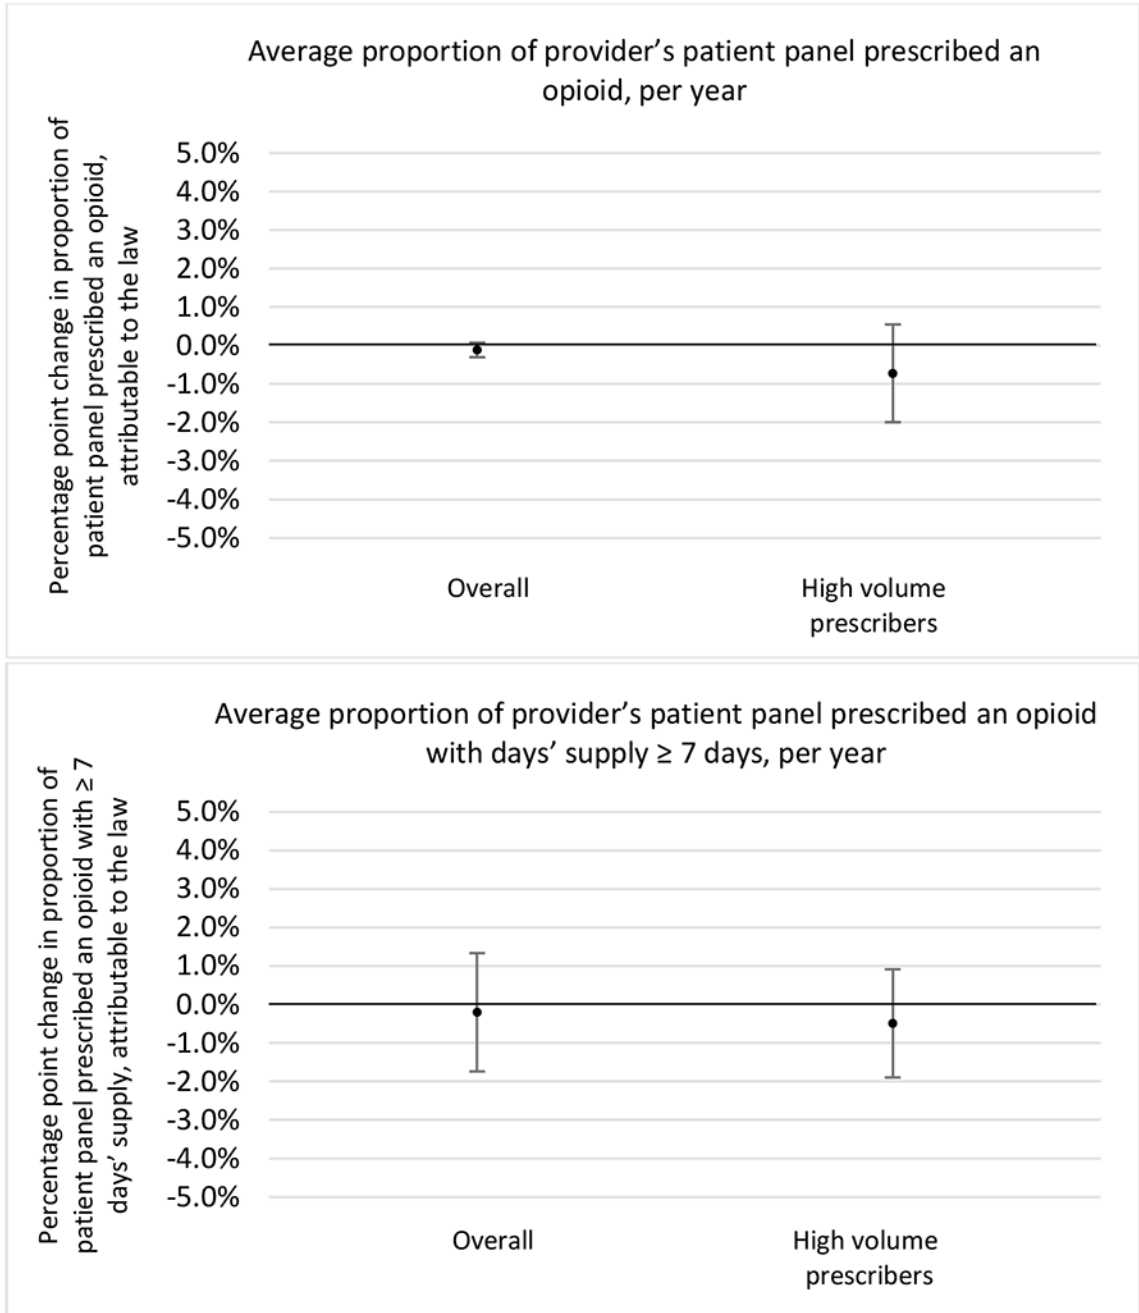 Average proportion of provider’s patient panel prescribed an
opioid, per year
Percentage point change in proportion of
patient panel prescribed an opioid,
attributable to the law
5.0%
4.0%
3.0%
2.0%
1.0%
0.0%
-1.0%
-2.0%
-3.0%
-4.0%
-5.0%
Overall
High volume
prescribers
Average proportion of provider’s patient panel prescribed an opioid
with days’ supply ≥ 7 days, per year
Percentage point change in proportion of
patient panel prescribed an opioid with ≥ 7
days’ supply, attributable to the law
5.0%
4.0%
3.0%
2.0%
1.0%
0.0%
-1.0%
-2.0%
-3.0%
-4.0%
-5.0%
Overall
High volume
prescribers